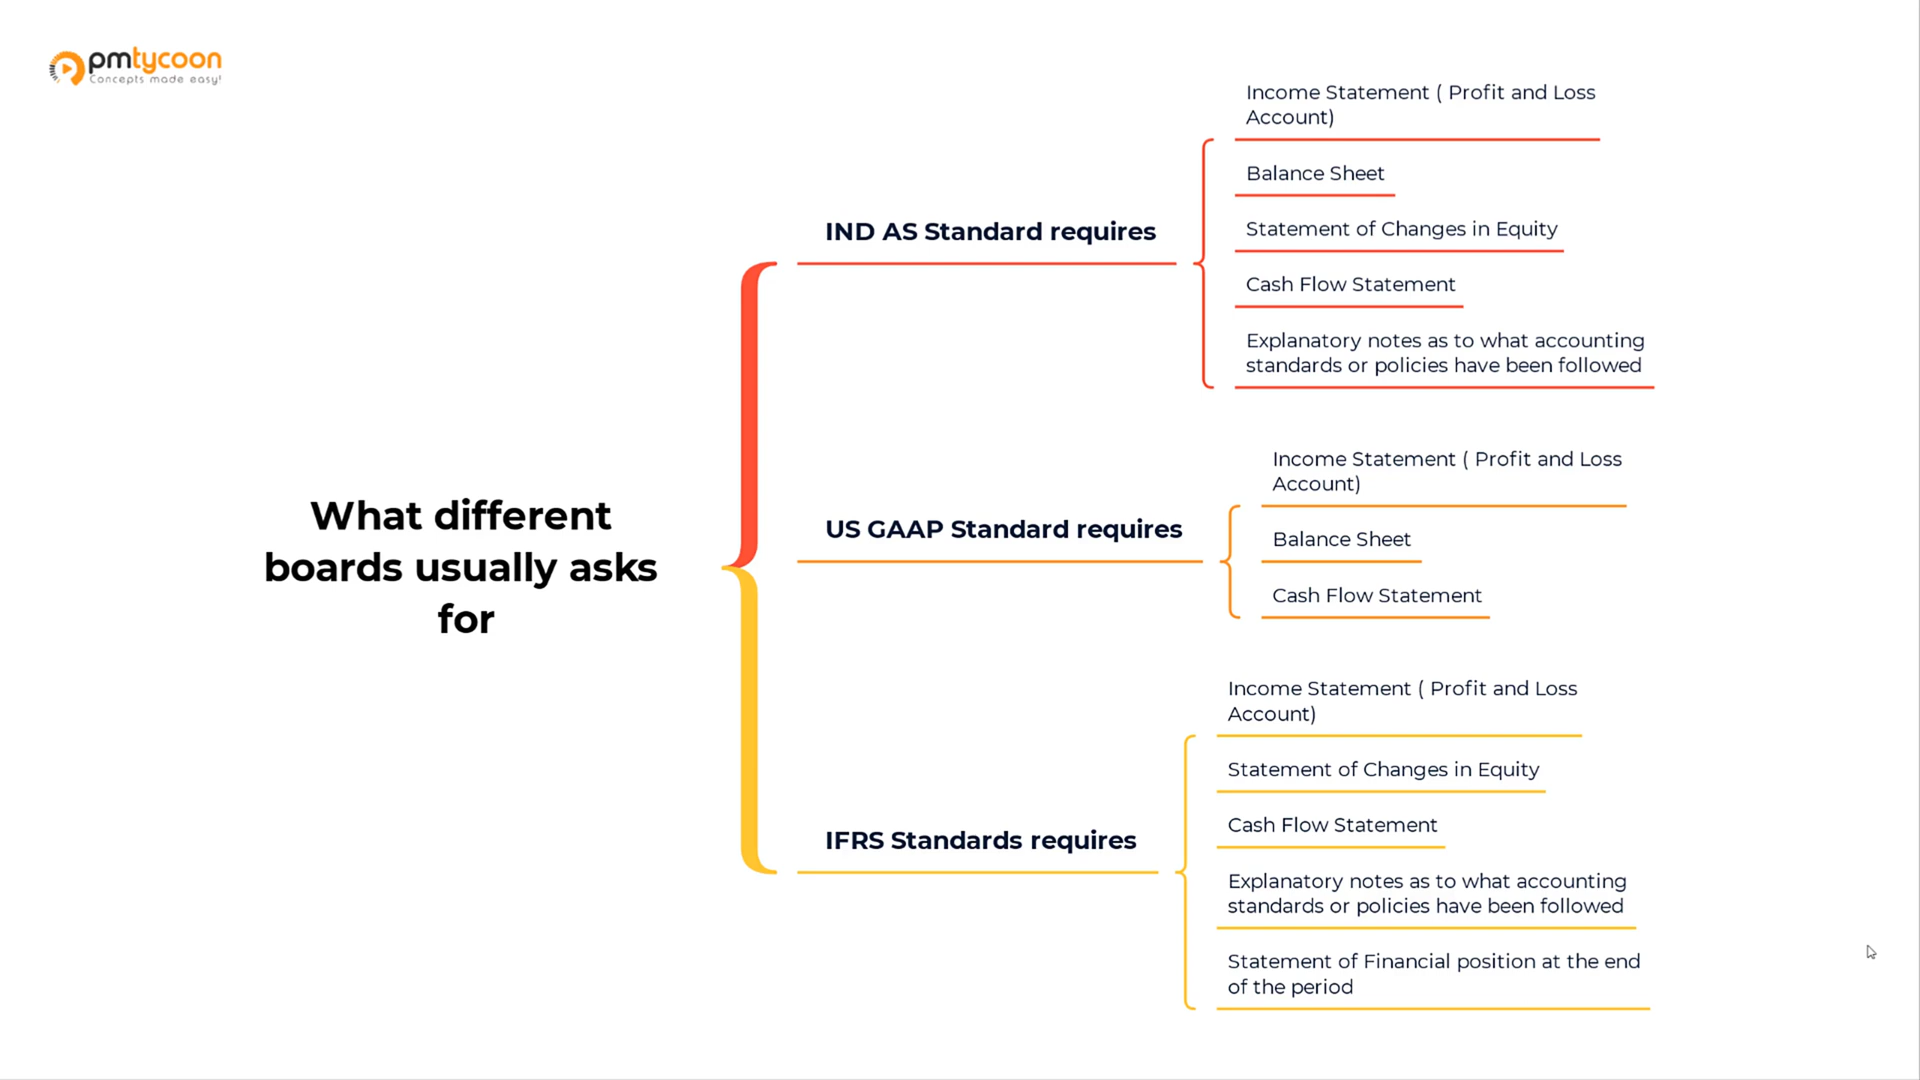 pmtycoon
Concepts made easy!
What different
boards usually asks
for
IND AS Standard requires
Income Statement ( Profit and Loss
Account)
Balance Sheet
Statement of Changes in Equity
Cash Flow Statement
Explanatory notes as to what accounting
standards or policies have been followed
US GAAP Standard requires
Income Statement ( Profit and Loss
Account)
Balance Sheet
Cash Flow Statement
IFRS Standards requires
Income Statement ( Profit and Loss
Account)
Statement of Changes in Equity
Cash Flow Statement
Explanatory notes as to what accounting
standards or policies have been followed
Statement of Financial position at the end
of the period